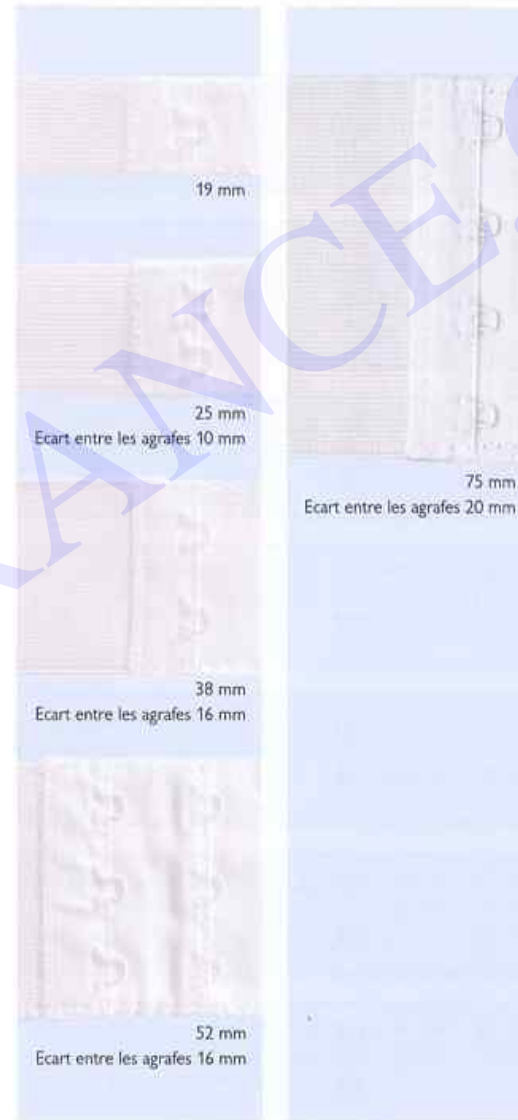 19 mm
25 mm
Ecart entre les agrafes 10 mm
38 mm
Ecart entre les agrafes 16 mm
52 mm
Ecart entre les agrafes 16 mm
75 mm
Ecart entre les agrafes 20 mm